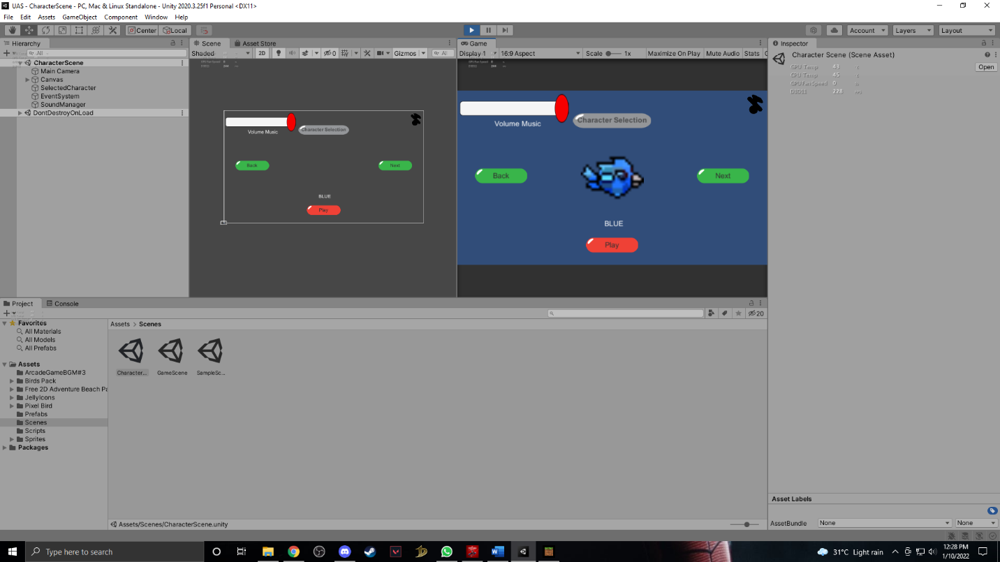 UAS - CharacterScene - PC, Mac & Linux Standalone - Unity 2020.3.25f1 Personal <DX11>
File Edit Assets GameObject Component Window Help
Center Local Account Layers Layout
Hierarchy
All
CharacterScene
Main Camera
Canvas
SelectedCharacter
EventSystem
SoundManager
DontDestroyOnLoad
Scene Asset Store
Shaded 2D 0 Gizmos All
Volume Music
Character Selection
Back
Next
BLUE
Play
Game
Display 1 16:9 Aspect Scale 1x Maximize On Play Mute Audio Stats
Volume Music
Character Selection
Back
Next
BLUE
Play
Inspector
Character Scene (Scene Asset)
Open
GPU Temp 43
CPU Temp 45
GPU Fan Speed 0
D3D11 228
Project Console
20
Favorites
All Materials
All Models
All Prefabs
Assets
ArcadeGameBGM#3
Birds Pack
Free 2D Adventure Beach Pa
JellyIcons
Pixel Bird
Prefabs
Scenes
Scripts
Sprites
Packages
Assets > Scenes
Character... GameScene SampleSc...
Assets/Scenes/CharacterScene.unity
Asset Labels
AssetBundle None None
Type here to search
31°C Light rain
12:28 PM
1/10/2022